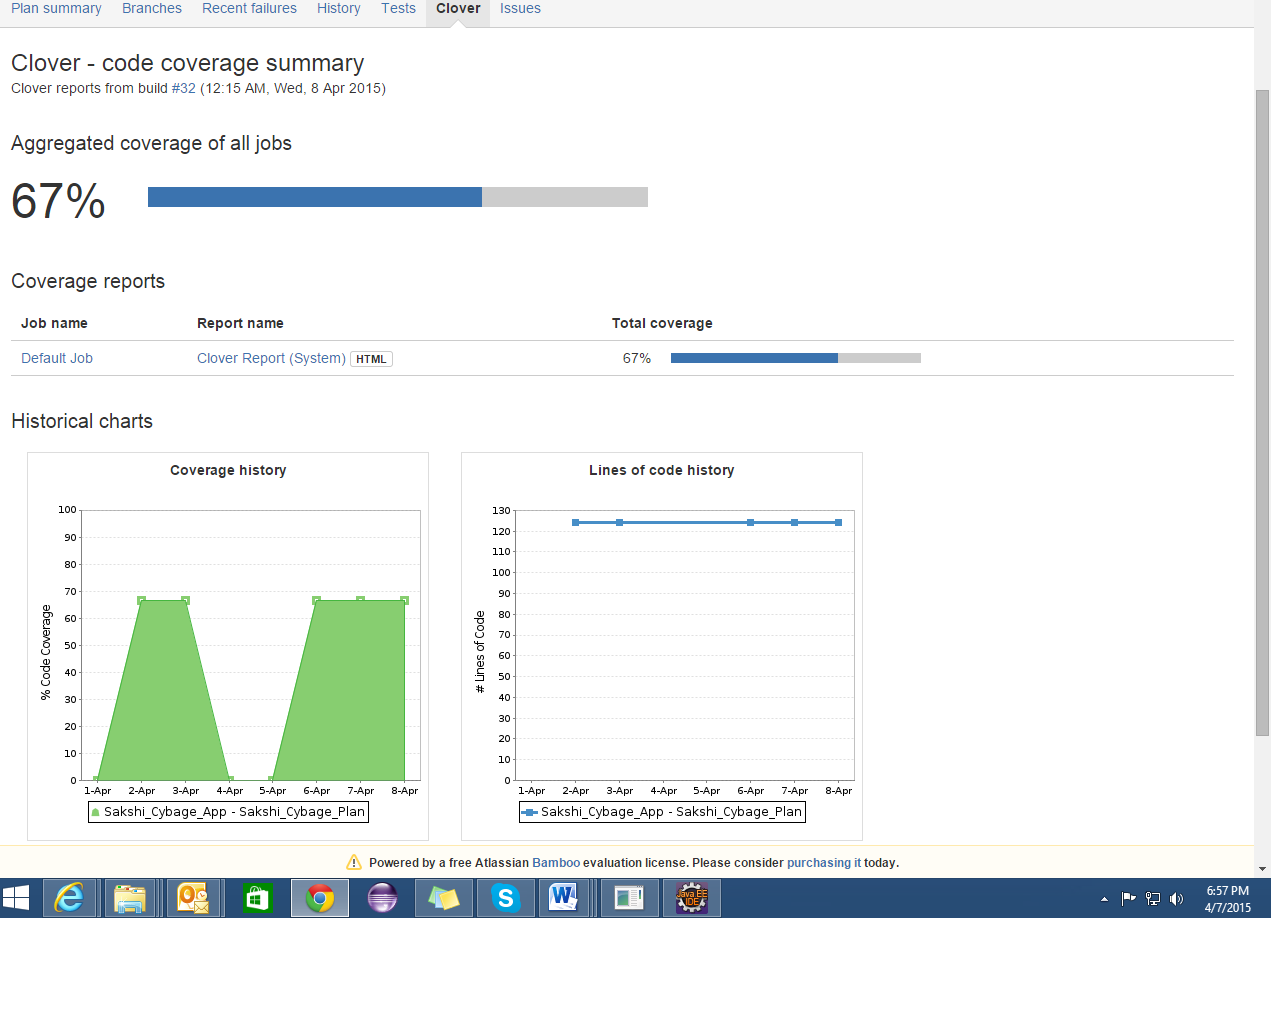 Plan summary Branches Recent failures History Tests Clover Issues
Clover - code coverage summary
Clover reports from build #32 (12:15 AM, Wed, 8 Apr 2015)
Aggregated coverage of all jobs
67%
Coverage reports
Job name Report name Total coverage
Default Job Clover Report (System) HTML 67%
Historical charts
Coverage history
100
90
80
70
60
50
40
30
20
10
0
% Code Coverage
1-Apr 2-Apr 3-Apr 4-Apr 5-Apr 6-Apr 7-Apr 8-Apr
Sakshi_Cybage_App - Sakshi_Cybage_Plan
Lines of code history
130
120
110
100
90
80
70
60
50
40
30
20
10
0
# Lines of Code
1-Apr 2-Apr 3-Apr 4-Apr 5-Apr 6-Apr 7-Apr 8-Apr
Sakshi_Cybage_App - Sakshi_Cybage_Plan
Powered by a free Atlassian Bamboo evaluation license. Please consider purchasing it today.
Java EE
IDE
6:57 PM
4/7/2015